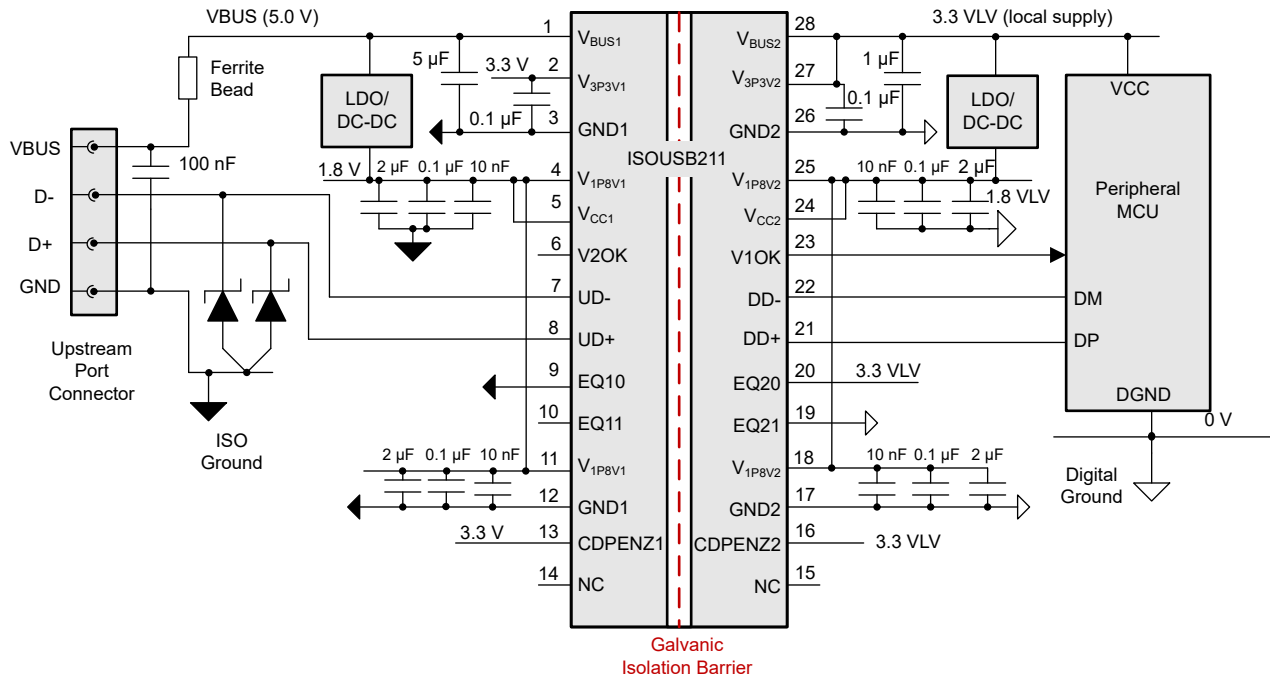 VBUS (5.0 V)
3.3 VLV (local supply)
Ferrite
Bead
LDO/
DC-DC
5 µF
3.3 V
0.1 µF
1
2
3
VBUS1
V3P3V1
GND1
28
27
26
VBUS2
V3P3V2
GND2
1 µF
0.1 µF
LDO/
DC-DC
VCC
ISOUSB211
VBUS
D-
D+
GND
100 nF
Upstream
Port
Connector
ISO
Ground
1.8 V
2 µF
0.1 µF
10 nF
4
5
6
7
8
9
10
11
12
13
14
V1P8V1
VCC1
V2OK
UD-
UD+
EQ10
EQ11
V1P8V1
GND1
CDPENZ1
NC
2 µF
0.1 µF
10 nF
3.3 V
25
24
23
22
21
20
19
18
17
16
15
V1P8V2
VCC2
V1OK
DD-
DD+
EQ20
EQ21
V1P8V2
GND2
CDPENZ2
NC
10 nF
0.1 µF
2 µF
1.8 VLV
3.3 VLV
10 nF
0.1 µF
2 µF
3.3 VLV
Peripheral
MCU
DM
DP
DGND
0 V
Digital
Ground
Galvanic
Isolation Barrier